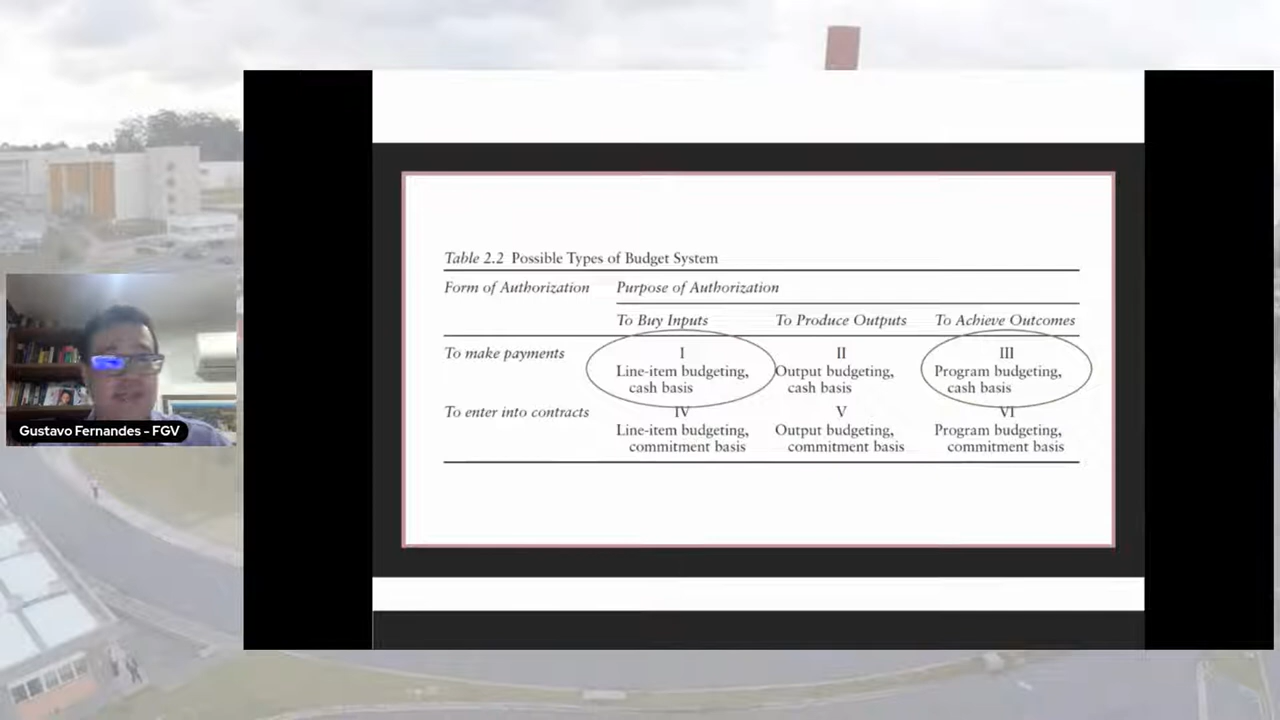 Table 2.2 Possible Types of Budget System
Form of Authorization Purpose of Authorization
To Buy Inputs To Produce Outputs To Achieve Outcomes
To make payments I II III
Line-item budgeting, Output budgeting, Program budgeting,
cash basis cash basis cash basis
To enter into contracts IV V VI
Line-item budgeting, Output budgeting, Program budgeting,
commitment basis commitment basis commitment basis
Gustavo Fernandes - FGV